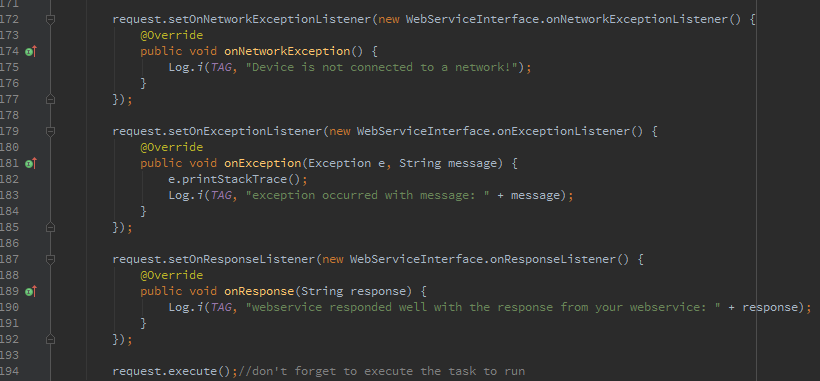 171
172 request.setOnNetworkExceptionListener(new WebServiceInterface.onNetworkExceptionListener() {
173 @Override
174 public void onNetworkException() {
175 Log.i(TAG, "Device is not connected to a network!");
176 }
177 });
178
179 request.setOnExceptionListener(new WebServiceInterface.onExceptionListener() {
180 @Override
181 public void onException(Exception e, String message) {
182 e.printStackTrace();
183 Log.i(TAG, "exception occurred with message: " + message);
184 }
185 });
186
187 request.setOnResponseListener(new WebServiceInterface.onResponseListener() {
188 @Override
189 public void onResponse(String response) {
190 Log.i(TAG, "webservice responded well with the response from your webservice: " + response);
191 }
192 });
193
194 request.execute();//don't forget to execute the task to run